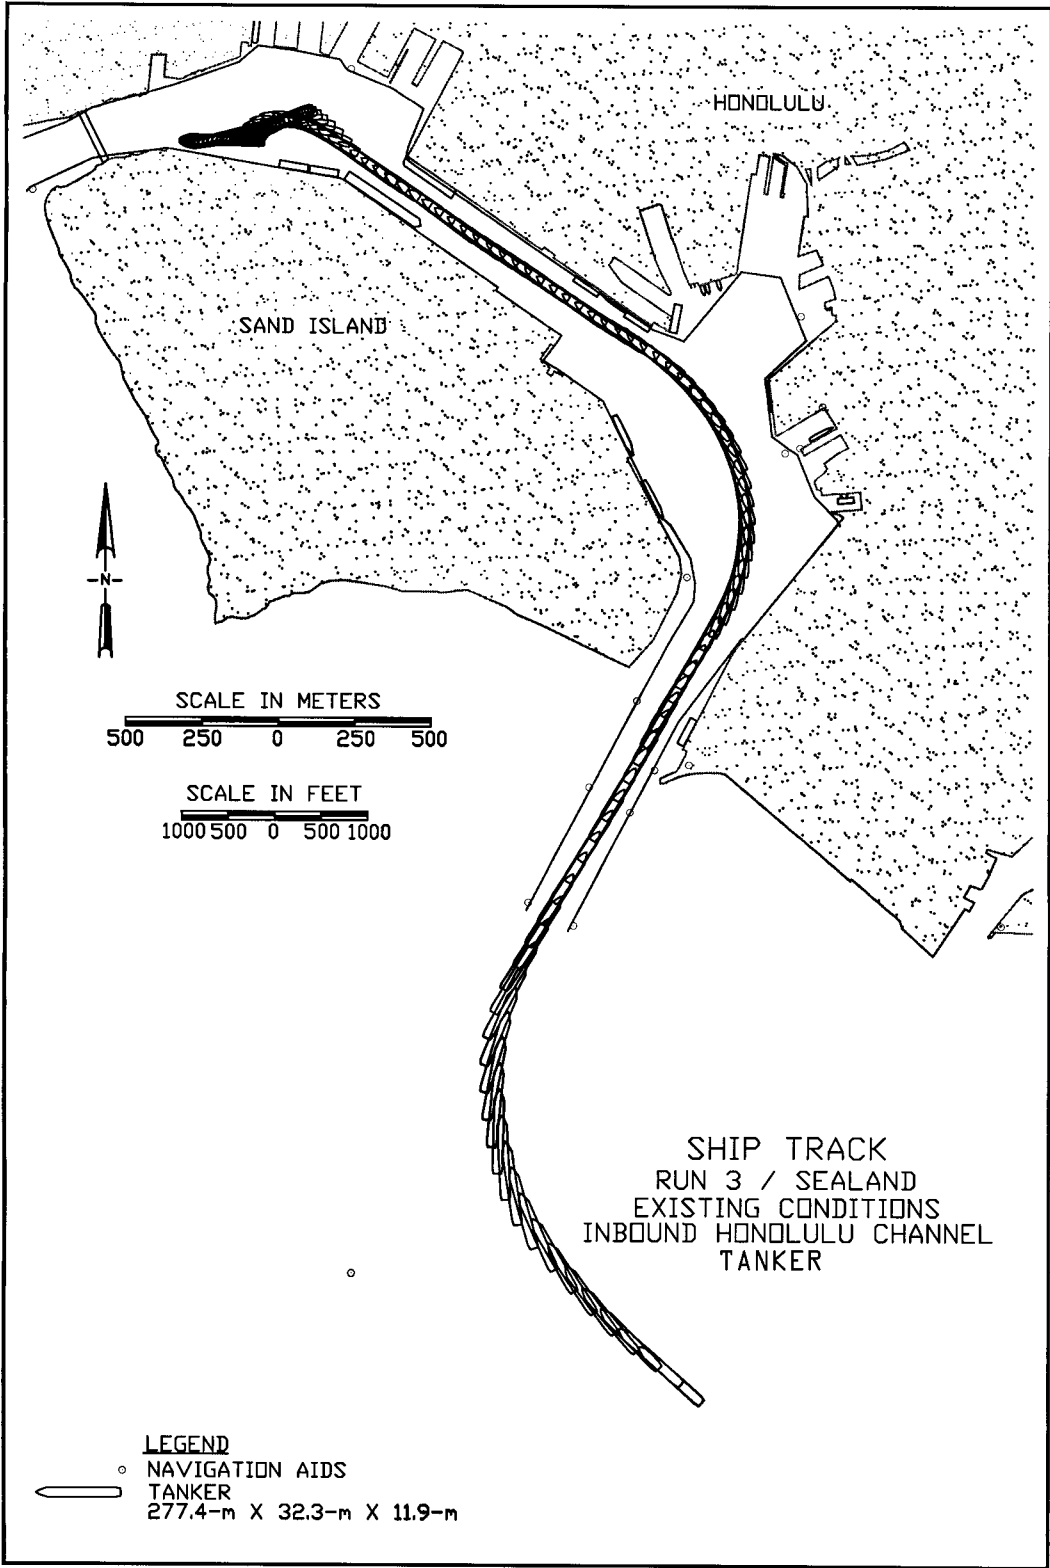 HONOLULU
SAND ISLAND
-N-
SCALE IN METERS
500 250 0 250 500
SCALE IN FEET
1000 500 0 500 1000
SHIP TRACK
RUN 3 / SEALAND
EXISTING CONDITIONS
INBOUND HONOLULU CHANNEL
TANKER
LEGEND
NAVIGATION AIDS
TANKER
277.4-m X 32.3-m X 11.9-m